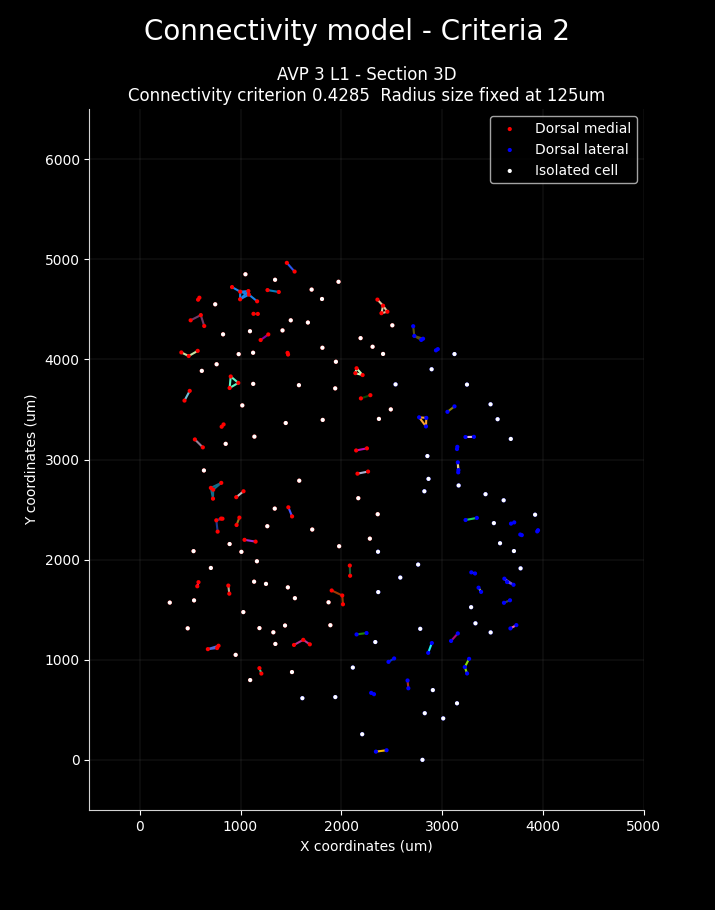 Connectivity model - Criteria 2
AVP 3 L1 - Section 3D
Connectivity criterion 0.4285  Radius size fixed at 125um
Dorsal medial
Dorsal lateral
Isolated cell
6000
5000
4000
3000
2000
1000
0
Y coordinates (um)
0 1000 2000 3000 4000 5000
X coordinates (um)